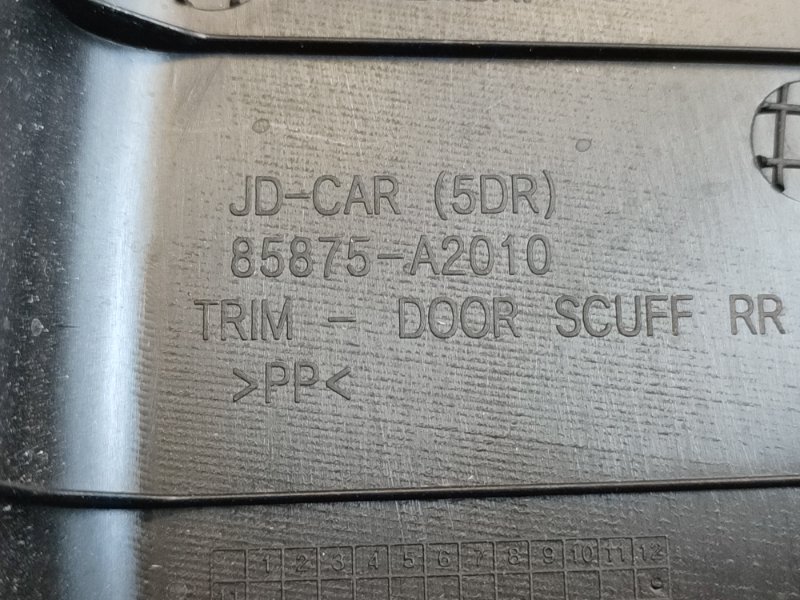 JD-CAR (5DR)
85875-A2010
TRIM - DOOR SCUFF RR
>PP<
1 2 3 4 5 6 7 8 9 10 11 12